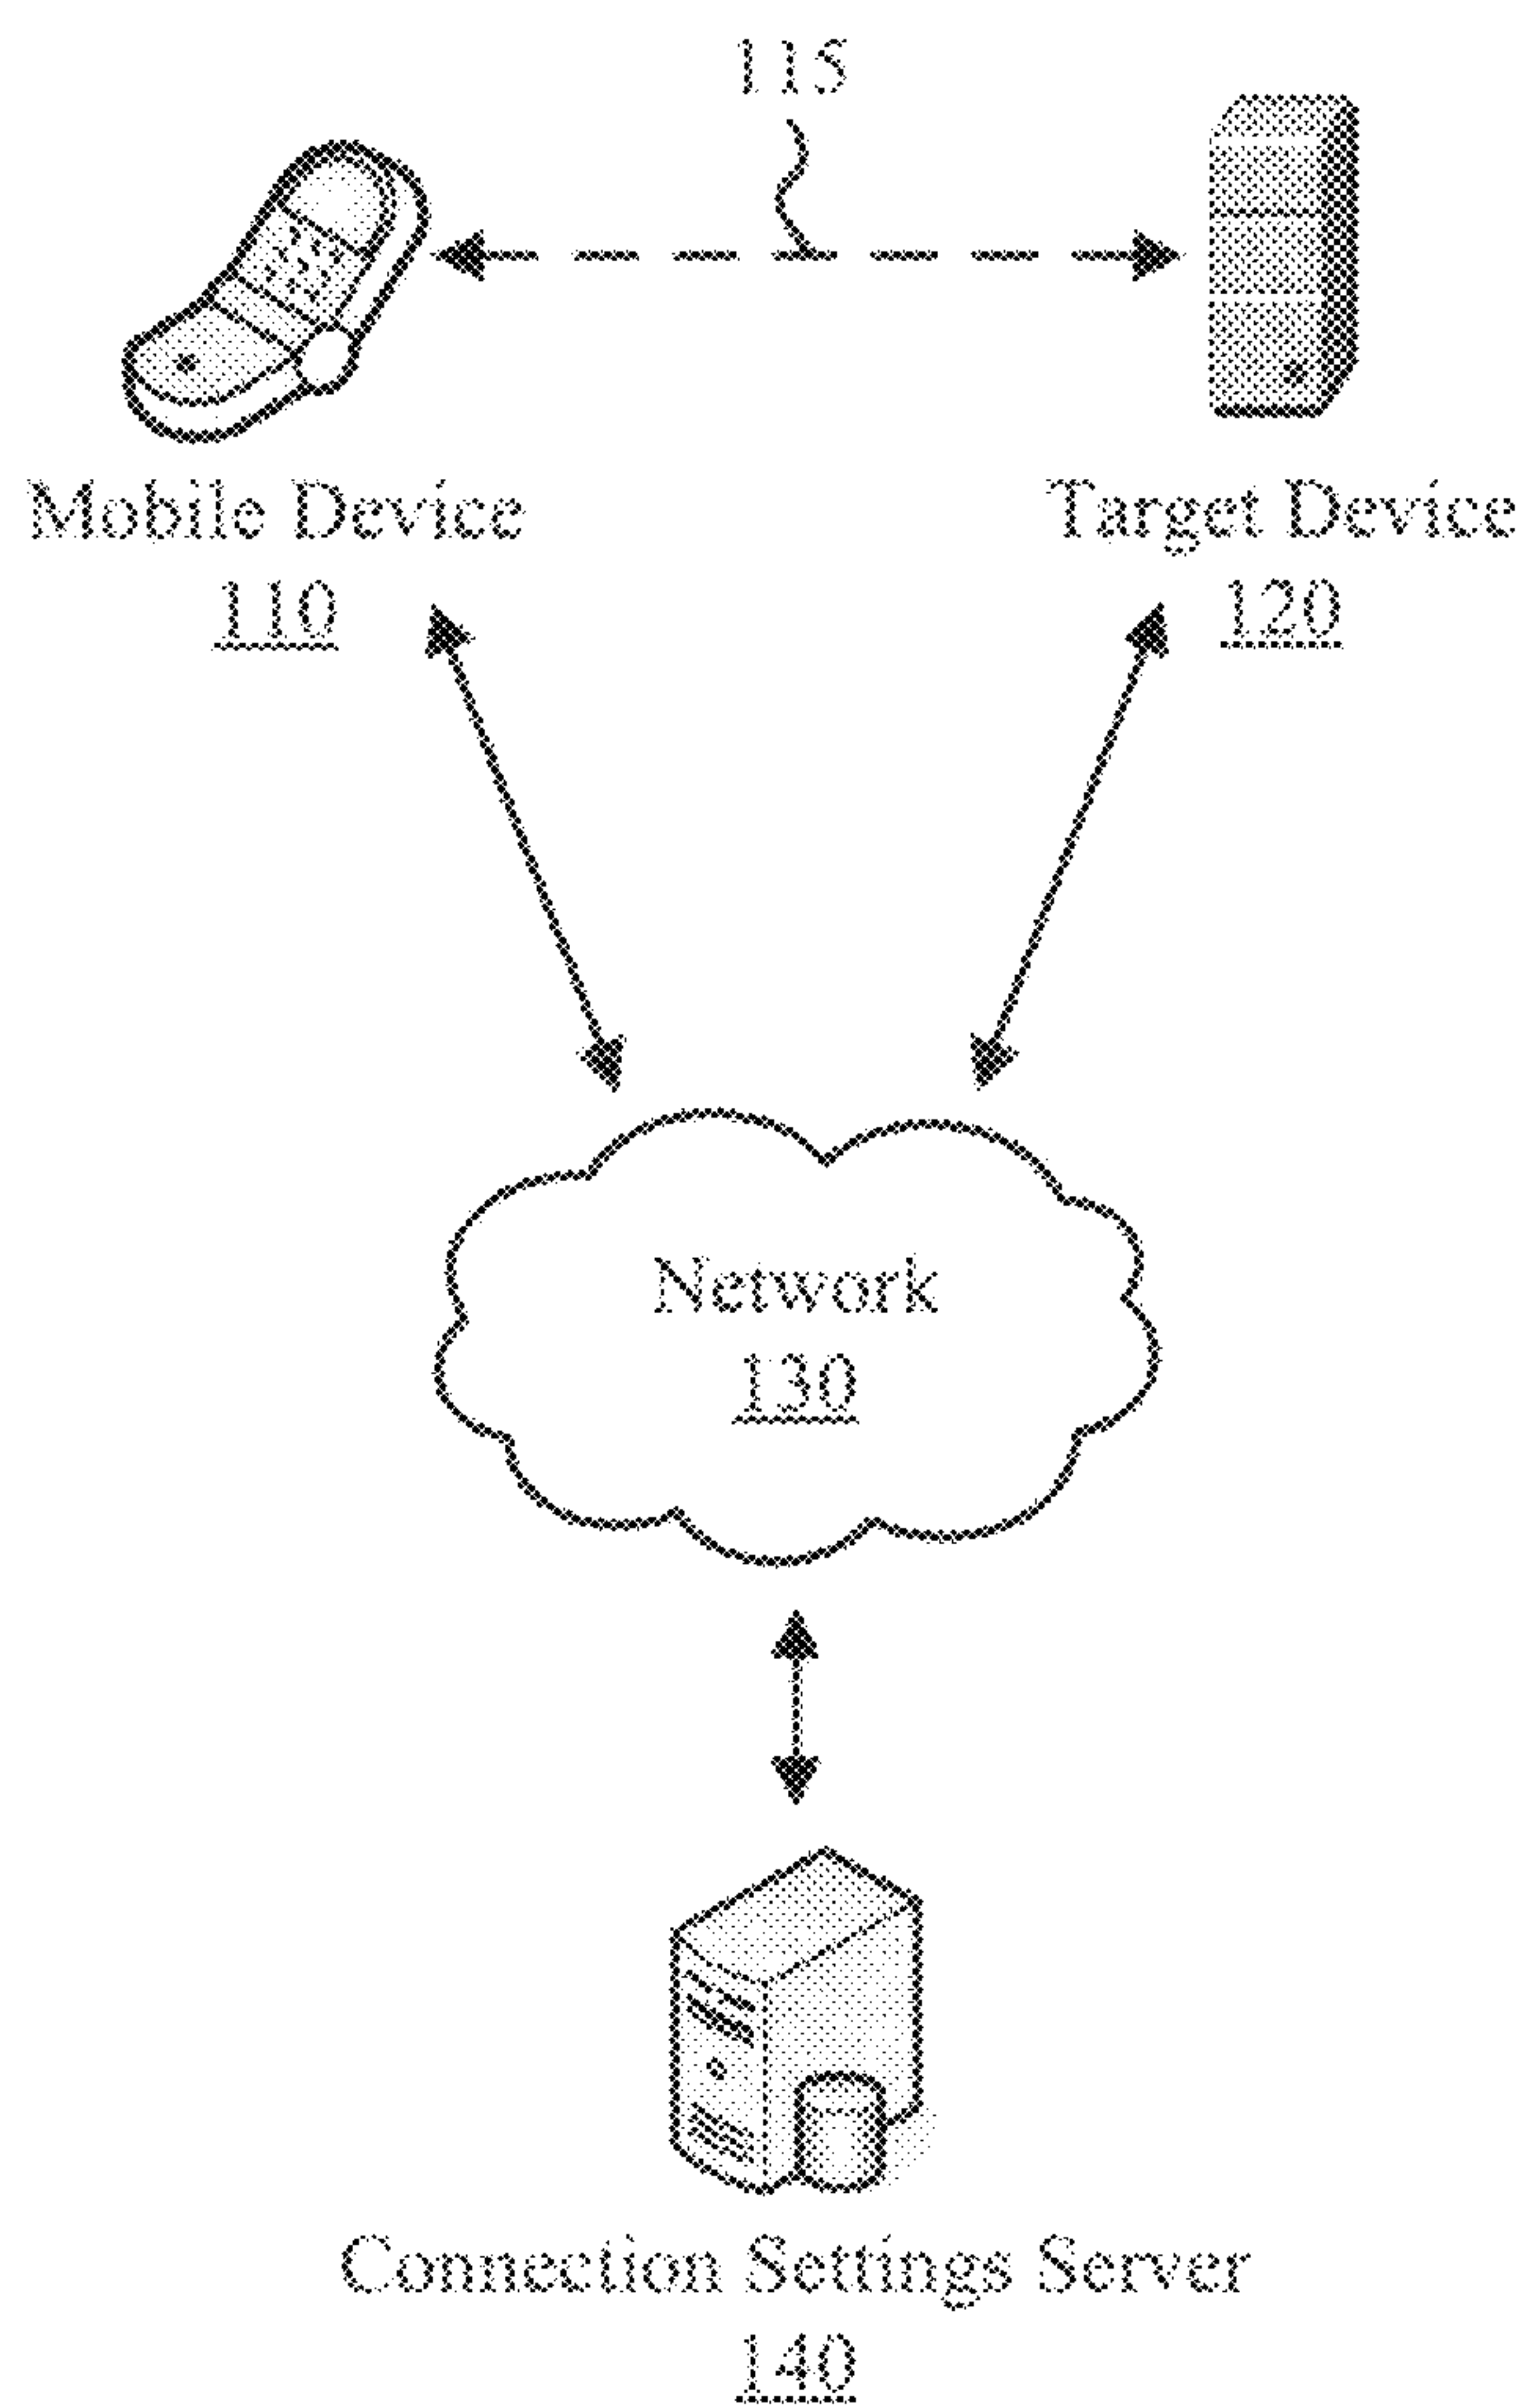 115
Mobile Device
110
Target Device
120
Network
130
Connection Settings Server
140